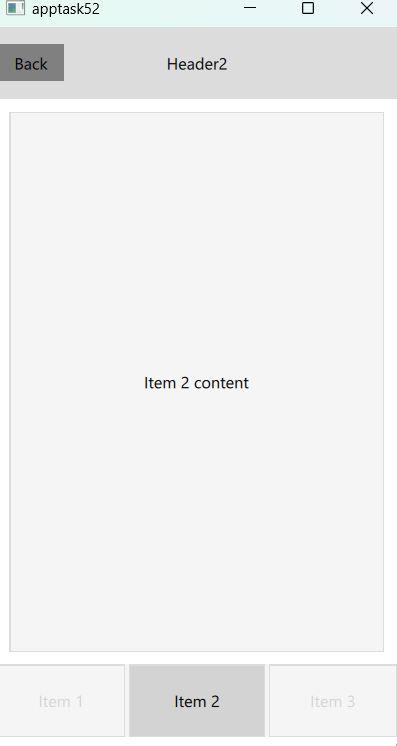 apptask52
Back
Header2
Item 2 content
Item 1
Item 2
Item 3